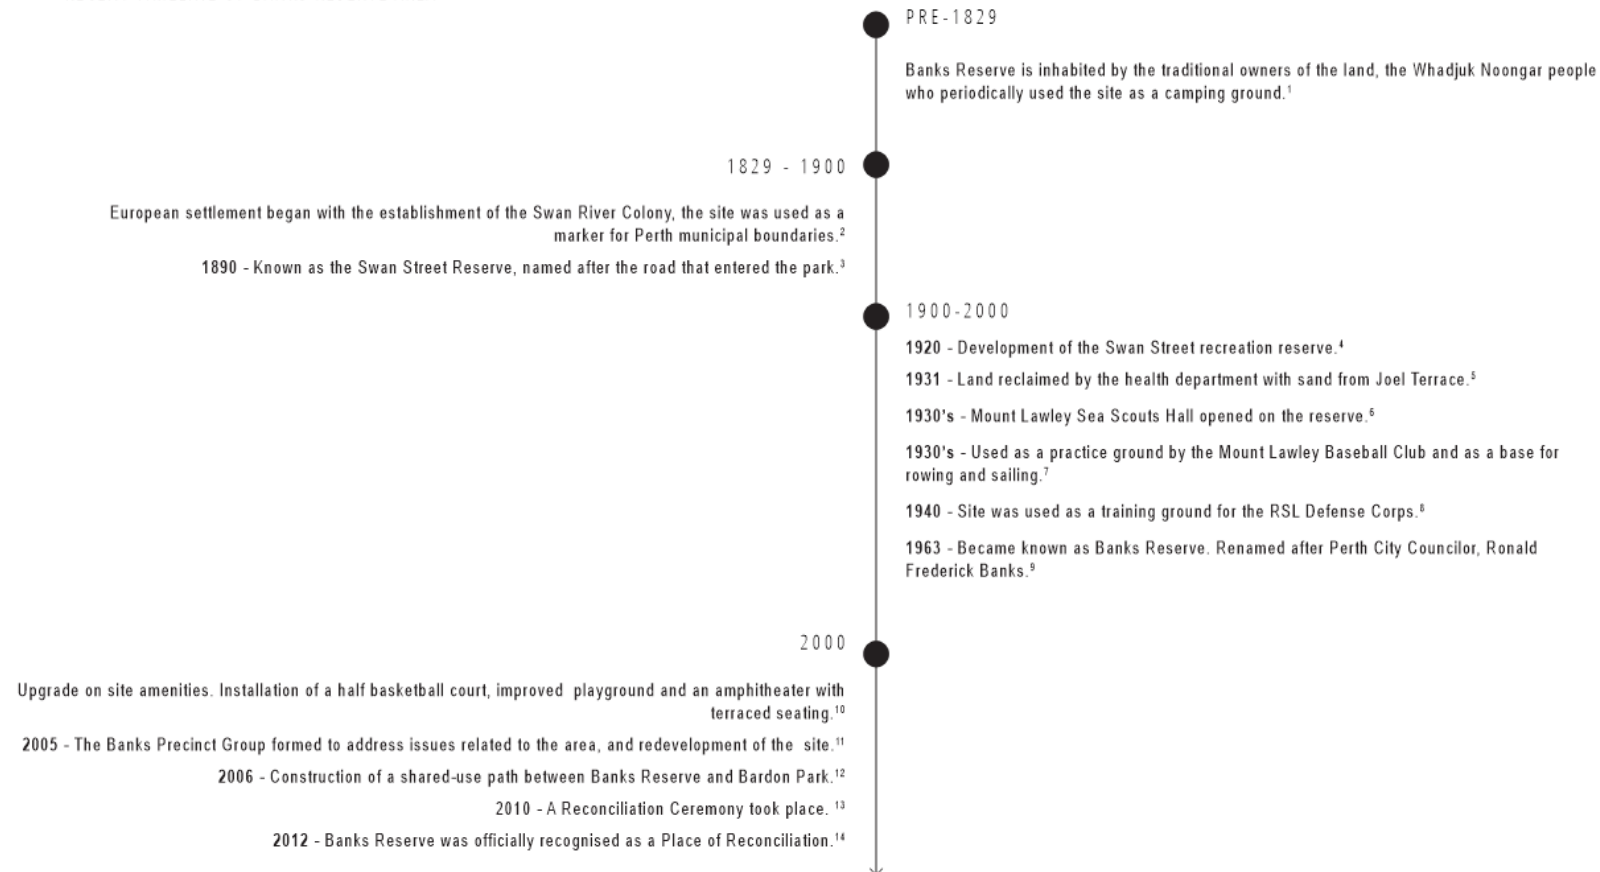 PRE-1829
Banks Reserve is inhabited by the traditional owners of the land, the Whadjuk Noongar people
who periodically used the site as a camping ground.¹
1829 - 1900
European settlement began with the establishment of the Swan River Colony, the site was used as a
marker for Perth municipal boundaries.²
1890 - Known as the Swan Street Reserve, named after the road that entered the park.³
1900-2000
1920 - Development of the Swan Street recreation reserve.⁴
1931 - Land reclaimed by the health department with sand from Joel Terrace.⁵
1930's - Mount Lawley Sea Scouts Hall opened on the reserve.⁶
1930's - Used as a practice ground by the Mount Lawley Baseball Club and as a base for
rowing and sailing.⁷
1940 - Site was used as a training ground for the RSL Defense Corps.⁸
1963 - Became known as Banks Reserve. Renamed after Perth City Councilor, Ronald
Frederick Banks.⁹
2000
Upgrade on site amenities. Installation of a half basketball court, improved playground and an amphitheater with
terraced seating.¹⁰
2005 - The Banks Precinct Group formed to address issues related to the area, and redevelopment of the site.¹¹
2006 - Construction of a shared-use path between Banks Reserve and Bardon Park.¹²
2010 - A Reconciliation Ceremony took place. ¹³
2012 - Banks Reserve was officially recognised as a Place of Reconciliation.¹⁴